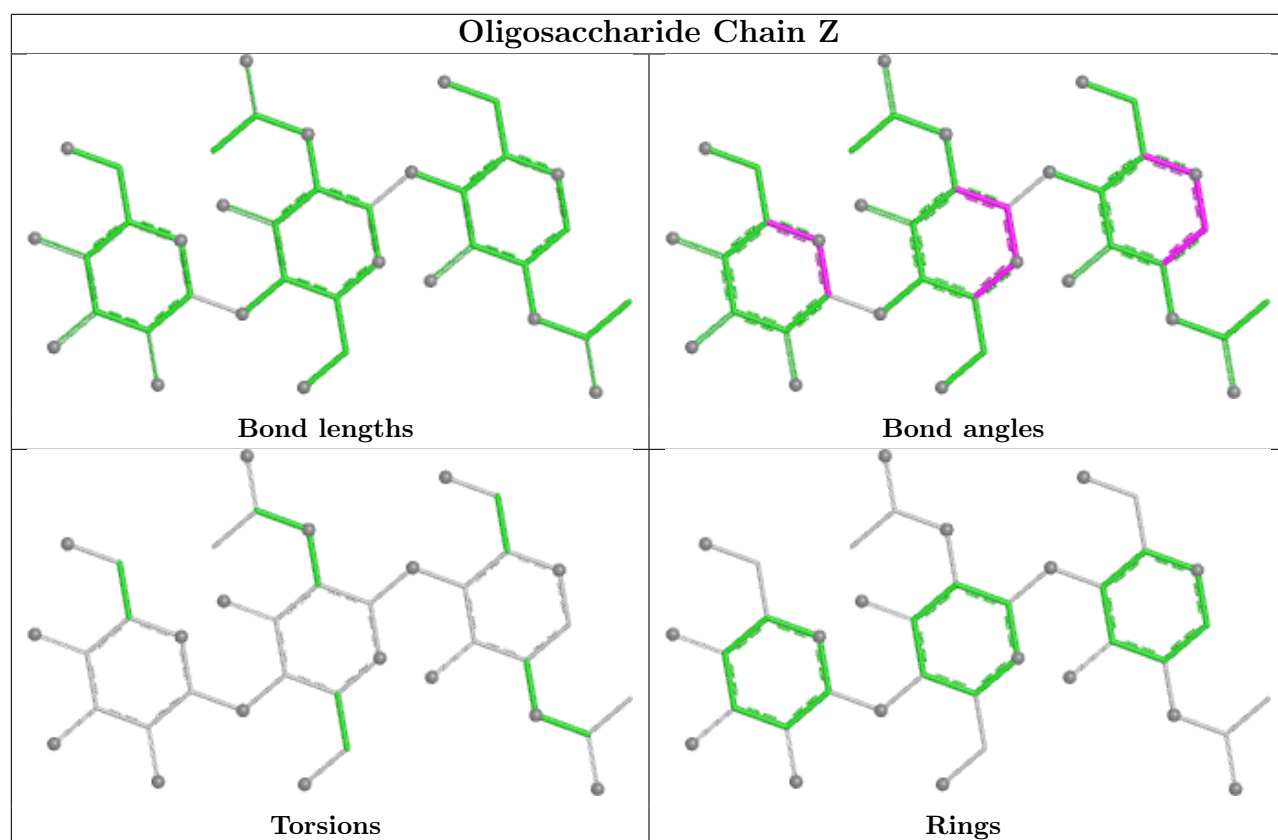 Oligosaccharide Chain Z
Bond lengths
Bond angles
Torsions
Rings